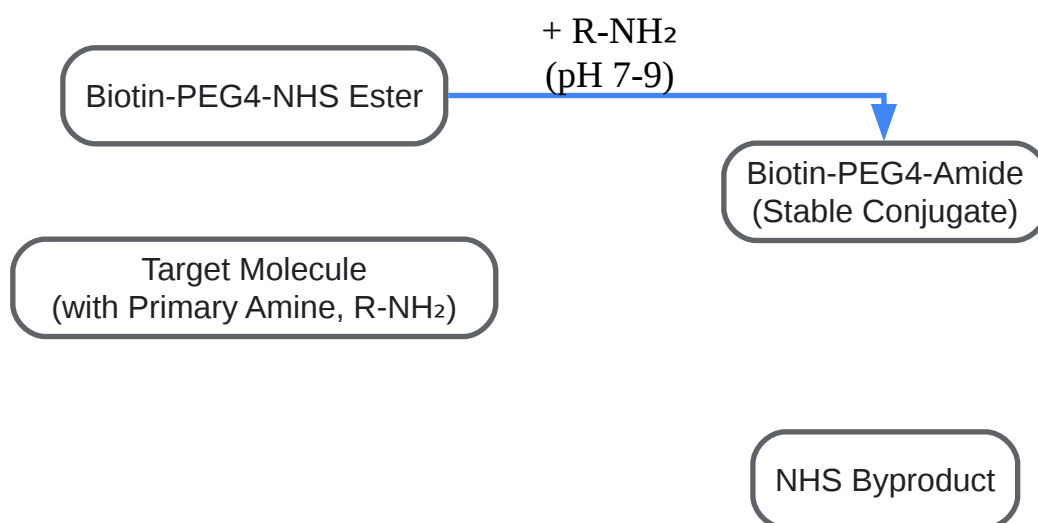 + R-NH₂
(pH 7-9)
Biotin-PEG4-NHS Ester
Biotin-PEG4-Amide
(Stable Conjugate)
Target Molecule
(with Primary Amine, R-NH₂)
NHS Byproduct